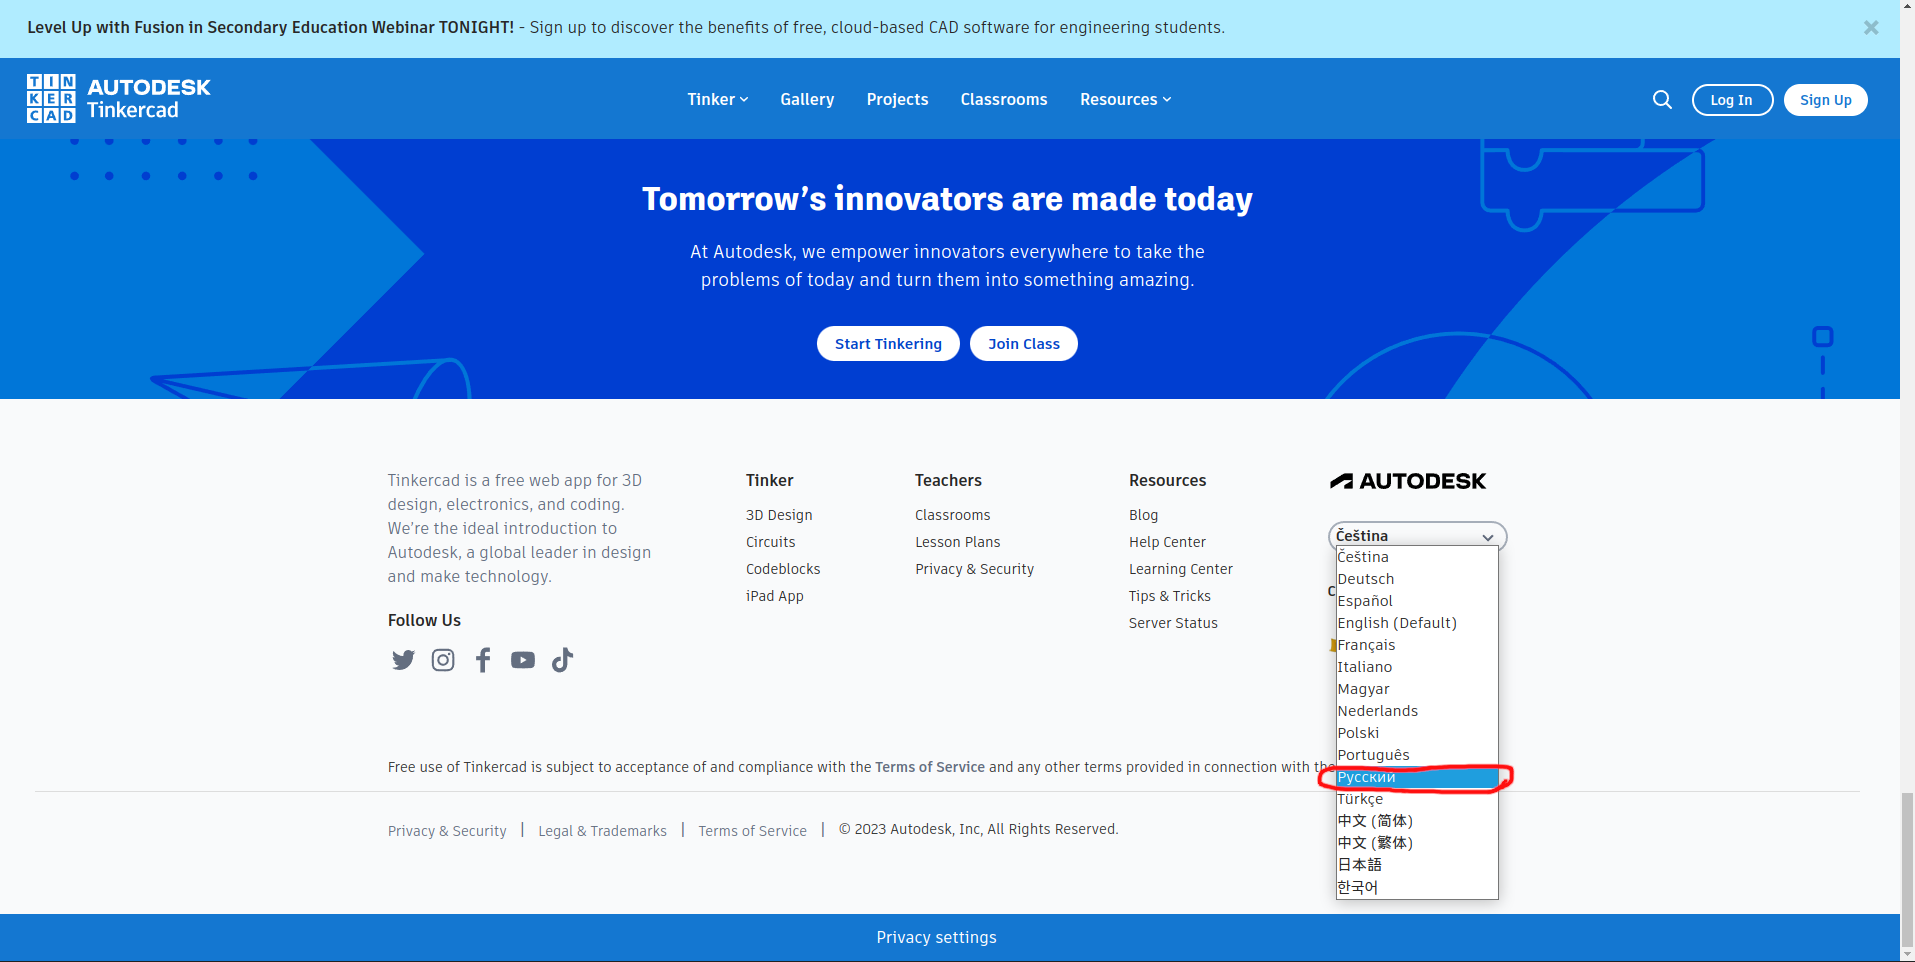 Level Up with Fusion in Secondary Education Webinar TONIGHT! - Sign up to discover the benefits of free, cloud-based CAD software for engineering students.
TIN
KER
CAD
AUTODESK
Tinkercad
Tinker
Gallery
Projects
Classrooms
Resources
Log In
Sign Up
Tomorrow's innovators are made today
At Autodesk, we empower innovators everywhere to take the
problems of today and turn them into something amazing.
Start Tinkering
Join Class
Tinkercad is a free web app for 3D
design, electronics, and coding.
We're the ideal introduction to
Autodesk, a global leader in design
and make technology.
Follow Us
Tinker
3D Design
Circuits
Codeblocks
iPad App
Teachers
Classrooms
Lesson Plans
Privacy & Security
Resources
Blog
Help Center
Learning Center
Tips & Tricks
Server Status
AUTODESK
Čeština
Čeština
Deutsch
Español
English (Default)
Français
Italiano
Magyar
Nederlands
Polski
Português
Русский
Türkçe
中文 (简体)
中文 (繁体)
日本語
한국어
Free use of Tinkercad is subject to acceptance of and compliance with the Terms of Service and any other terms provided in connection with the
Privacy & Security | Legal & Trademarks | Terms of Service | © 2023 Autodesk, Inc, All Rights Reserved.
Privacy settings